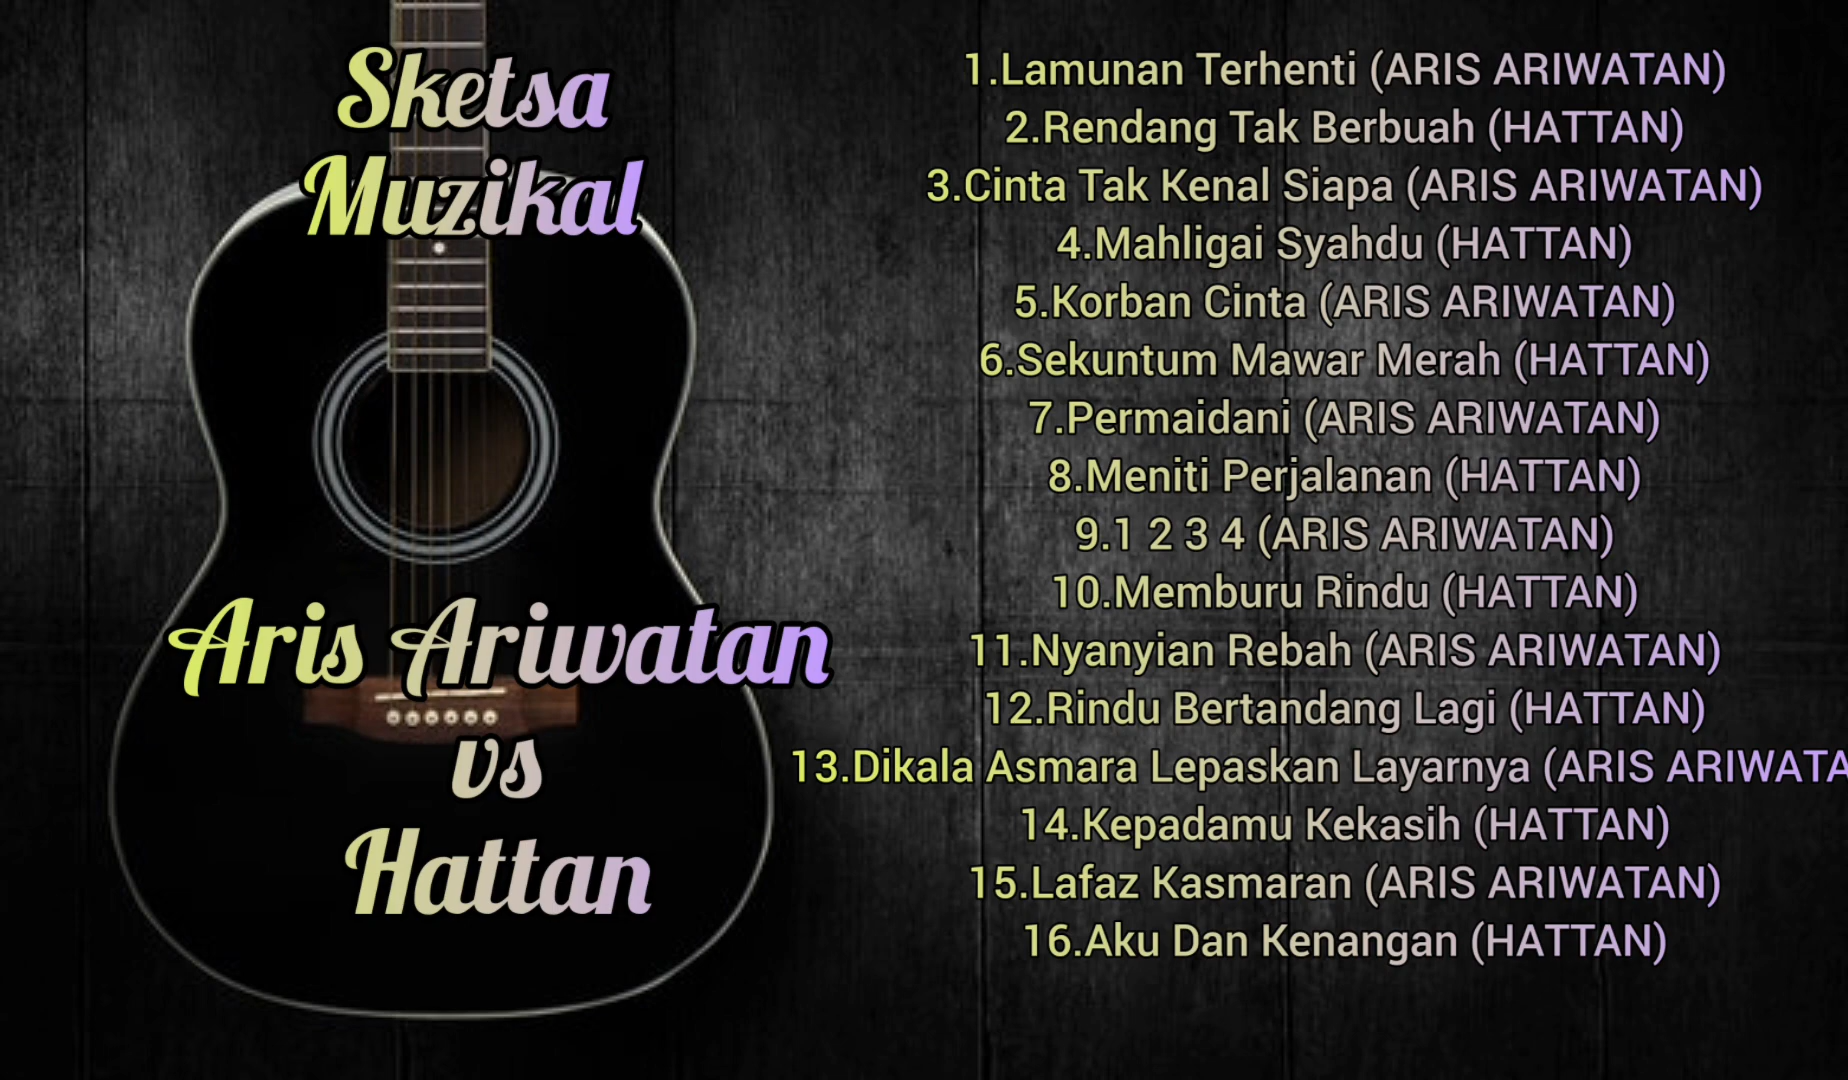 Sketsa
Muzikal
Aris Ariwatan
vs
Hattan
1.Lamunan Terhenti (ARIS ARIWATAN)
2.Rendang Tak Berbuah (HATTAN)
3.Cinta Tak Kenal Siapa (ARIS ARIWATAN)
4.Mahligai Syahdu (HATTAN)
5.Korban Cinta (ARIS ARIWATAN)
6.Sekuntum Mawar Merah (HATTAN)
7.Permaidani (ARIS ARIWATAN)
8.Meniti Perjalanan (HATTAN)
9.1 2 3 4 (ARIS ARIWATAN)
10.Memburu Rindu (HATTAN)
11.Nyanyian Rebah (ARIS ARIWATAN)
12.Rindu Bertandang Lagi (HATTAN)
13.Dikala Asmara Lepaskan Layarnya (ARIS ARIWATA
14.Kepadamu Kekasih (HATTAN)
15.Lafaz Kasmaran (ARIS ARIWATAN)
16.Aku Dan Kenangan (HATTAN)